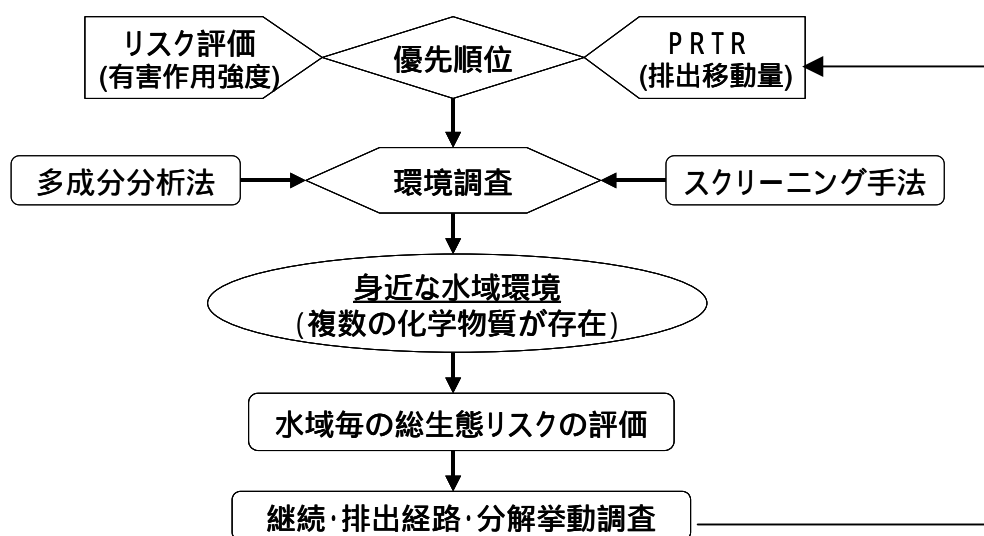 リスク評価
(有害作用強度)
優先順位
PRTR
(排出移動量)
多成分分析法
環境調査
スクリーニング手法
身近な水域環境
(複数の化学物質が存在)
水域毎の総生態リスクの評価
継続･排出経路･分解挙動調査